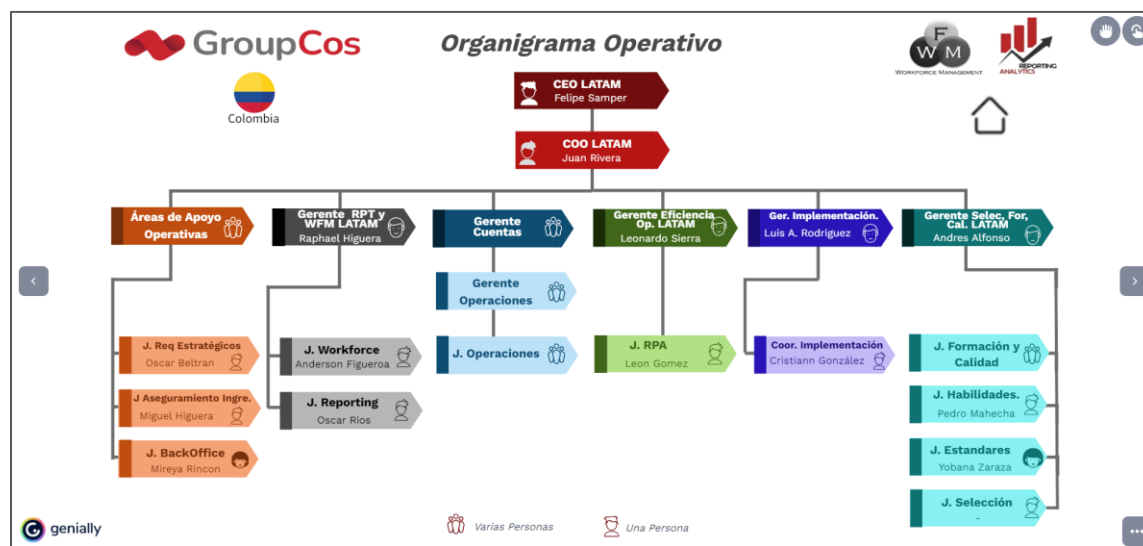 GroupCos
Organigrama Operativo
F
W M
WORKFORCE MANAGEMENT
REPORTING
ANALYTICS
Colombia
CEO LATAM
Felipe Samper
COO LATAM
Juan Rivera
Áreas de Apoyo
Operativas
Gerente RPT y
WFM LATAM
Raphael Higuera
Gerente
Cuentas
Gerente Eficiencia
Op. LATAM
Leonardo Sierra
Ger. Implementación.
Luis A. Rodríguez
Gerente Selec, For,
Cal. LATAM
Andres Alfonso
Gerente
Operaciones
J. Req Estratégicos
Oscar Beltran
J. Workforce
Anderson Figueroa
J. Operaciones
J. RPA
Leon Gomez
Coor. Implementación
Cristiann González
J. Formación y
Calidad
J Aseguramiento Ingre.
Miguel Higuera
J. Reporting
Oscar Rios
J. Habilidades.
Pedro Mahecha
J. BackOffice
Mireya Rincon
J. Estandares
Yobana Zaraza
J. Selección
-
genially
Varias Personas
Una Persona